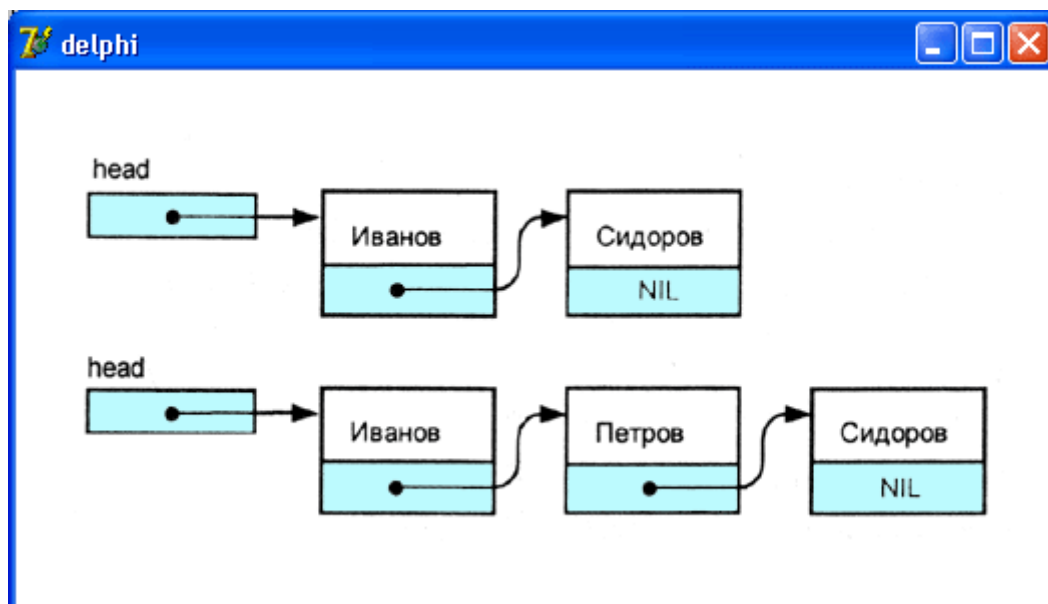 delphi
head
Иванов
Сидоров
NIL
head
Иванов
Петров
Сидоров
NIL